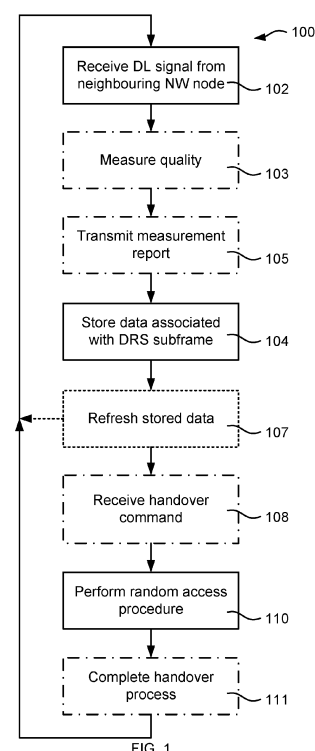 100
Receive DL signal from
neighbouring NW node
102
Measure quality
103
Transmit measurement
report
105
Store data associated
with DRS subframe
104
Refresh stored data
107
Receive handover
command
108
Perform random access
procedure
110
Complete handover
process
111
FIG. 1